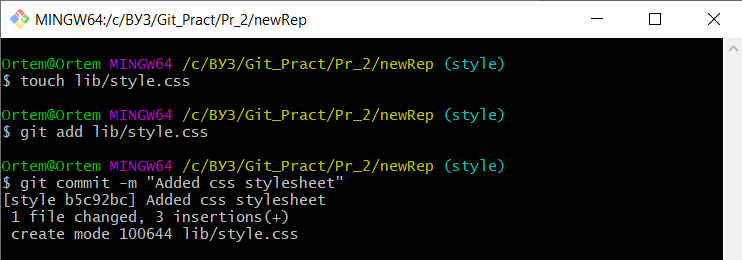 MINGW64:/c/ВУЗ/Git_Pract/Pr_2/newRep
Ortem@Ortem MINGW64 /c/ВУЗ/Git_Pract/Pr_2/newRep (style)
$ touch lib/style.css
Ortem@Ortem MINGW64 /c/ВУЗ/Git_Pract/Pr_2/newRep (style)
$ git add lib/style.css
Ortem@Ortem MINGW64 /c/ВУЗ/Git_Pract/Pr_2/newRep (style)
$ git commit -m "Added css stylesheet"
[style b5c92bc] Added css stylesheet
 1 file changed, 3 insertions(+)
 create mode 100644 lib/style.css